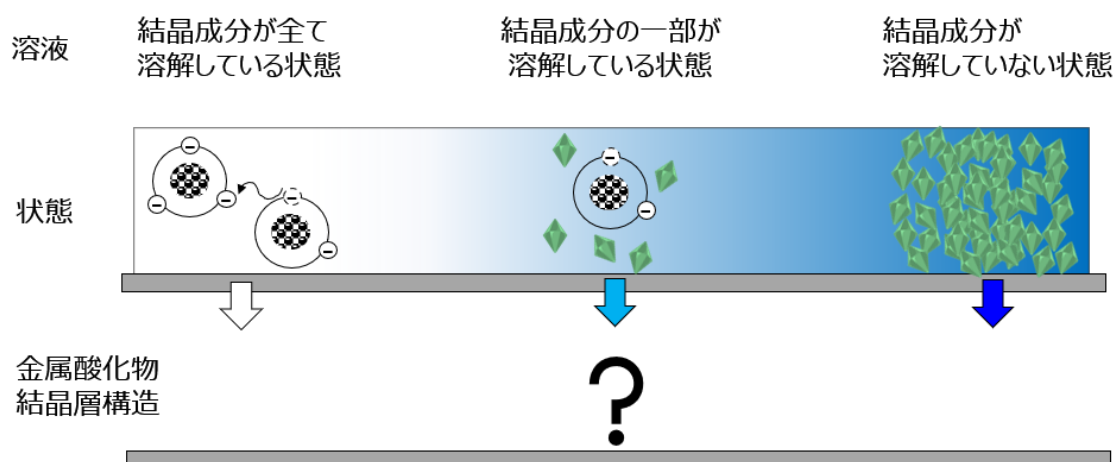 溶液
結晶成分が全て
溶解している状態
結晶成分の一部が
溶解している状態
結晶成分が
溶解していない状態
状態
金属酸化物
結晶層構造
?